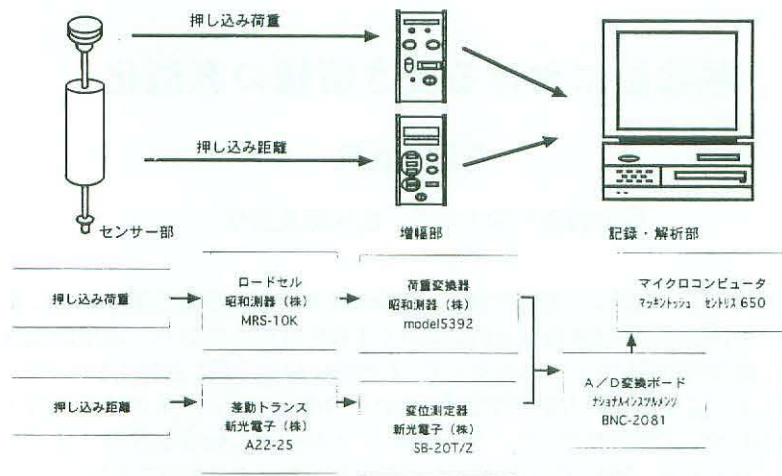 押し込み荷重
押し込み距離
センサー部
増幅部
記録・解析部
押し込み荷重
ロードセル
昭和測器（株）
MRS-10K
荷重変換器
昭和測器（株）
model5392
マイクロコンピュータ
マッキントッシュ セントリス 650
押し込み距離
差動トランス
新光電子（株）
A22-25
変位測定器
新光電子（株）
SB-20T/Z
A／D変換ボード
ナショナルインスツルメンツ
BNC-2081